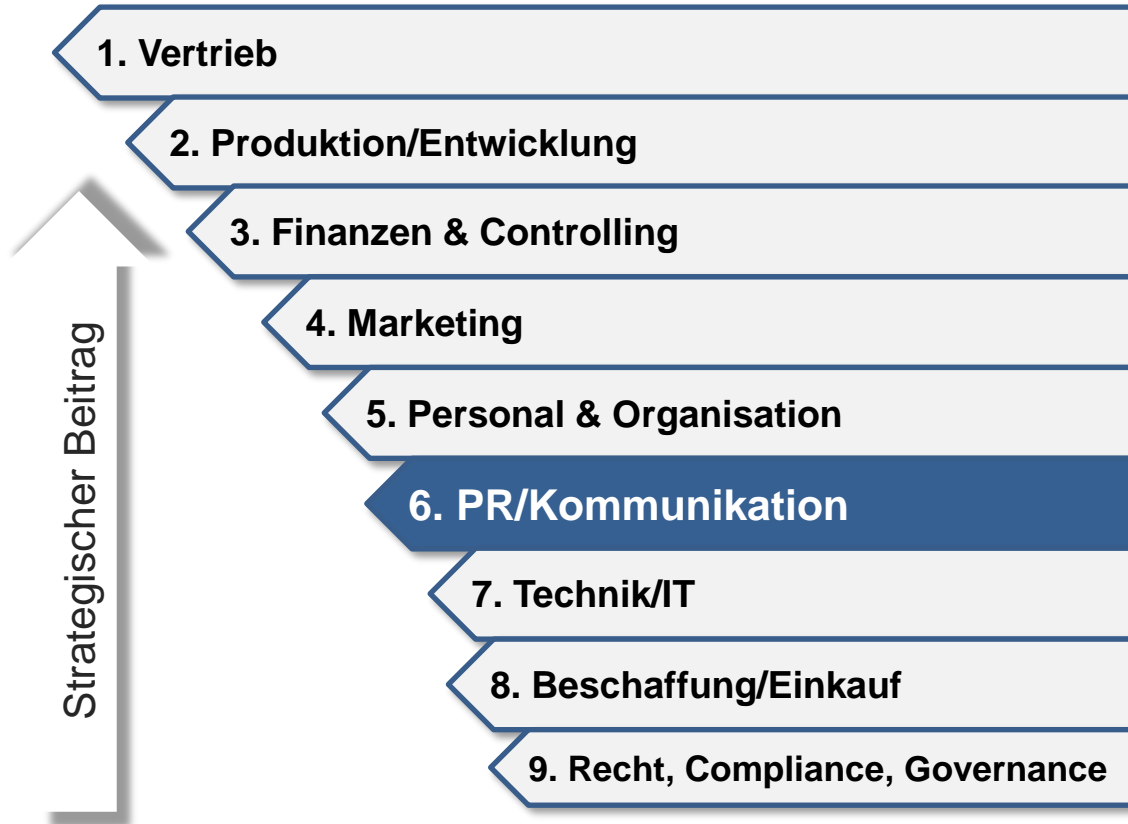 1. Vertrieb
2. Produktion/Entwicklung
3. Finanzen & Controlling
4. Marketing
5. Personal & Organisation
6. PR/Kommunikation
7. Technik/IT
8. Beschaffung/Einkauf
9. Recht, Compliance, Governance
Strategischer Beitrag